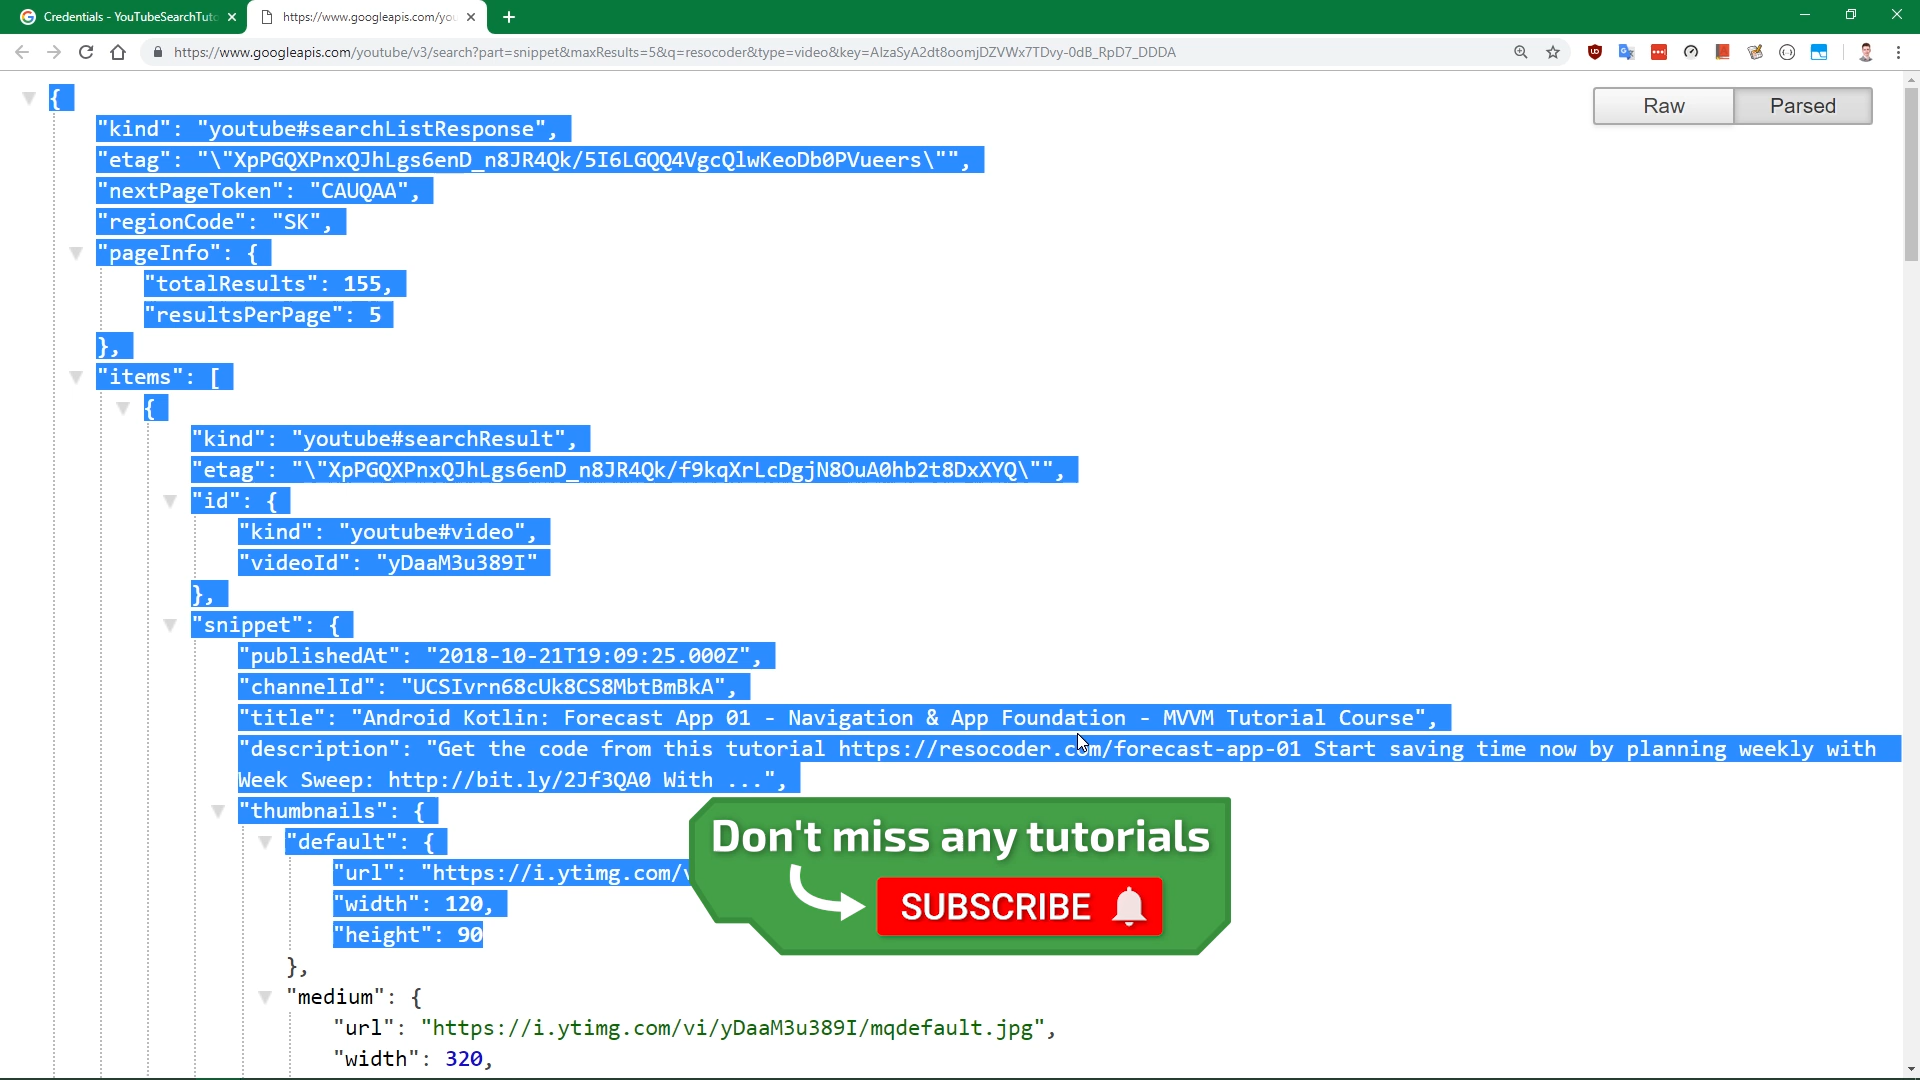 Credentials - YouTubeSearchTuto
https://www.googleapis.com/you
https://www.googleapis.com/youtube/v3/search?part=snippet&maxResults=5&q=resocoder&type=video&key=AIzaSyA2dt8oomjDZVWx7TDvy-0dB_RpD7_DDDA
Raw
Parsed
{
"kind": "youtube#searchListResponse",
"etag": "\"XpPGQXPnxQJhLgs6enD_n8JR4Qk/5I6LGQQ4VgcQlwKeoDb0PVueers\"",
"nextPageToken": "CAUQAA",
"regionCode": "SK",
"pageInfo": {
"totalResults": 155,
"resultsPerPage": 5
},
"items": [
{
"kind": "youtube#searchResult",
"etag": "\"XpPGQXPnxQJhLgs6enD_n8JR4Qk/f9kqXrLcDgjN8OuA0hb2t8DxXYQ\"",
"id": {
"kind": "youtube#video",
"videoId": "yDaaM3u389I"
},
"snippet": {
"publishedAt": "2018-10-21T19:09:25.000Z",
"channelId": "UCSIvrn68cUk8CS8MbtBmBkA",
"title": "Android Kotlin: Forecast App 01 - Navigation & App Foundation - MVVM Tutorial Course",
"description": "Get the code from this tutorial https://resocoder.com/forecast-app-01 Start saving time now by planning weekly with
Week Sweep: http://bit.ly/2Jf3QA0 With ...",
"thumbnails": {
"default": {
"url": "https://i.ytimg.com/v
"width": 120,
"height": 90
},
"medium": {
"url": "https://i.ytimg.com/vi/yDaaM3u389I/mqdefault.jpg",
"width": 320,
Don't miss any tutorials
SUBSCRIBE